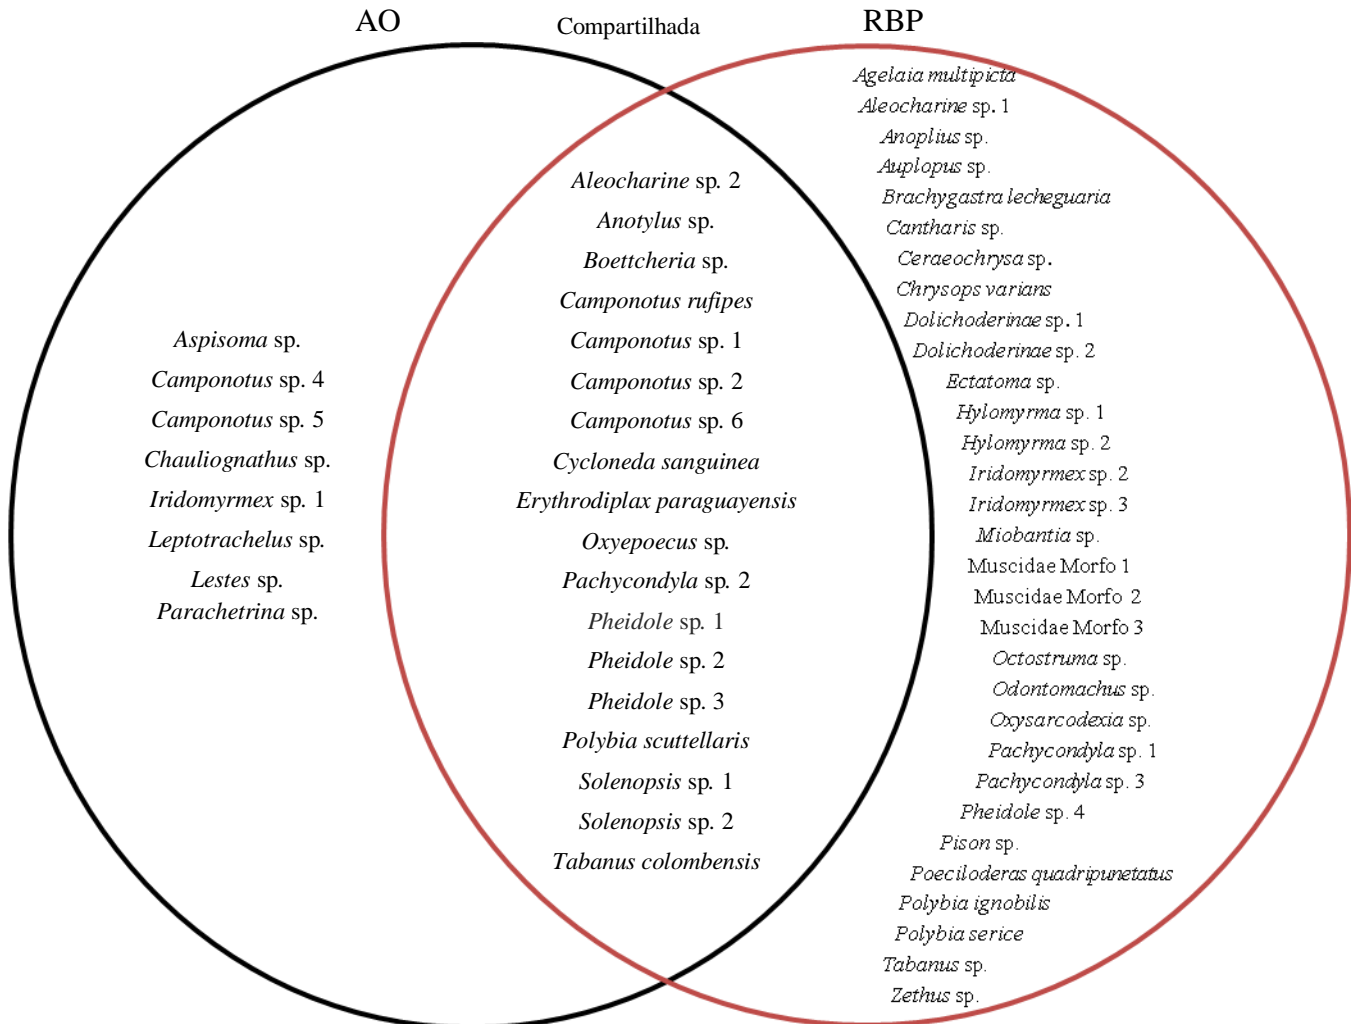 AO
Compartilhada
RBP
Aspisoma sp.
Camponotus sp. 4
Camponotus sp. 5
Chauliognathus sp.
Iridomyrmex sp. 1
Leptotrachelus sp.
Lestes sp.
Parachetrina sp.
Aleocharine sp. 2
Anotylus sp.
Boettcheria sp.
Camponotus rufipes
Camponotus sp. 1
Camponotus sp. 2
Camponotus sp. 6
Cycloneda sanguinea
Erythrodiplax paraguayensis
Oxyepoecus sp.
Pachycondyla sp. 2
Pheidole sp. 1
Pheidole sp. 2
Pheidole sp. 3
Polybia scuttellaris
Solenopsis sp. 1
Solenopsis sp. 2
Tabanus colombensis
Agelaia multipicta
Aleocharine sp. 1
Anoplius sp.
Auplopus sp.
Brachygastra lecheguaria
Cantharis sp.
Ceraeochrysa sp.
Chrysops varians
Dolichoderinae sp. 1
Dolichoderinae sp. 2
Ectatoma sp.
Hylomyrma sp. 1
Hylomyrma sp. 2
Iridomyrmex sp. 2
Iridomyrmex sp. 3
Miobantia sp.
Muscidae Morfo 1
Muscidae Morfo 2
Muscidae Morfo 3
Octostruma sp.
Odontomachus sp.
Oxysarcodexia sp.
Pachycondyla sp. 1
Pachycondyla sp. 3
Pheidole sp. 4
Pison sp.
Poeciloderas quadripunetatus
Polybia ignobilis
Polybia serice
Tabanus sp.
Zethus sp.